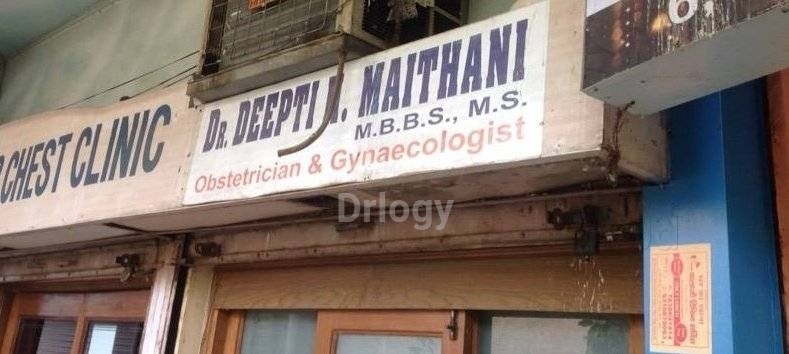 CHEST CLINIC
DR. DEEPTI
MAITHANI
M.B.B.S., M.S.
Obstetrician & Gynaecologist
Drlogy